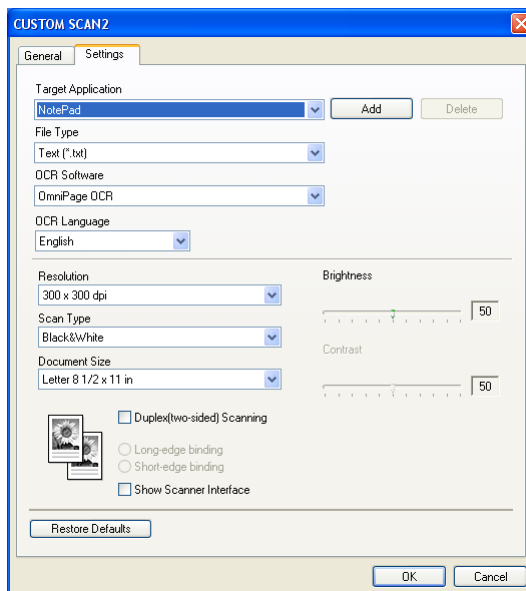 CUSTOM SCAN2
General Settings
Target Application
NotePad Add Delete
File Type
Text (*.txt)
OCR Software
OmniPage OCR
OCR Language
English
Resolution
300 x 300 dpi
Scan Type
Black&White
Document Size
Letter 8 1/2 x 11 in
Brightness
50
Contrast
50
Duplex(two-sided) Scanning
Long-edge binding
Short-edge binding
Show Scanner Interface
Restore Defaults
OK Cancel